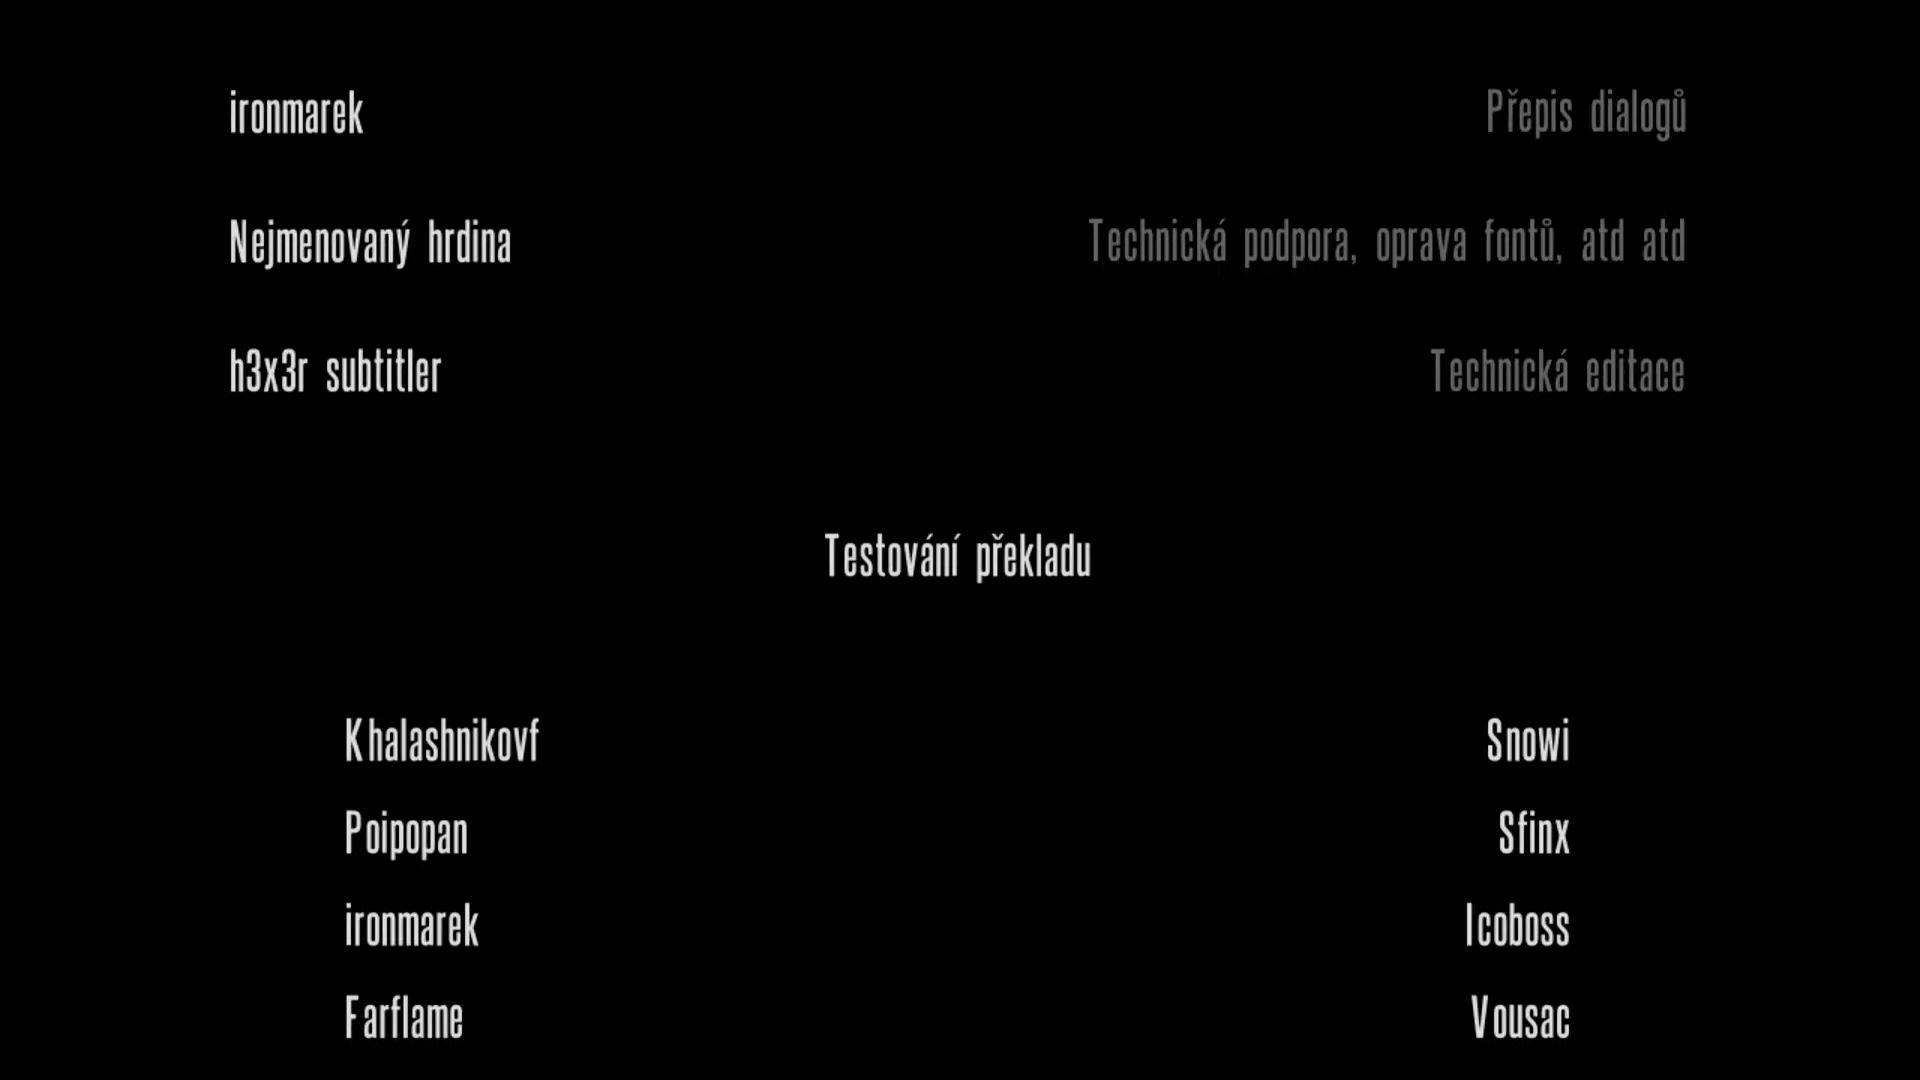 ironmarek Přepis dialogů
Nejmenovaný hrdina Technická podpora, oprava fontů, atd atd
h3x3r subtitler Technická editace
Testování překladu
Khalashnikovf Snowi
Poipopan Sfinx
ironmarek Icoboss
Farflame Vousac